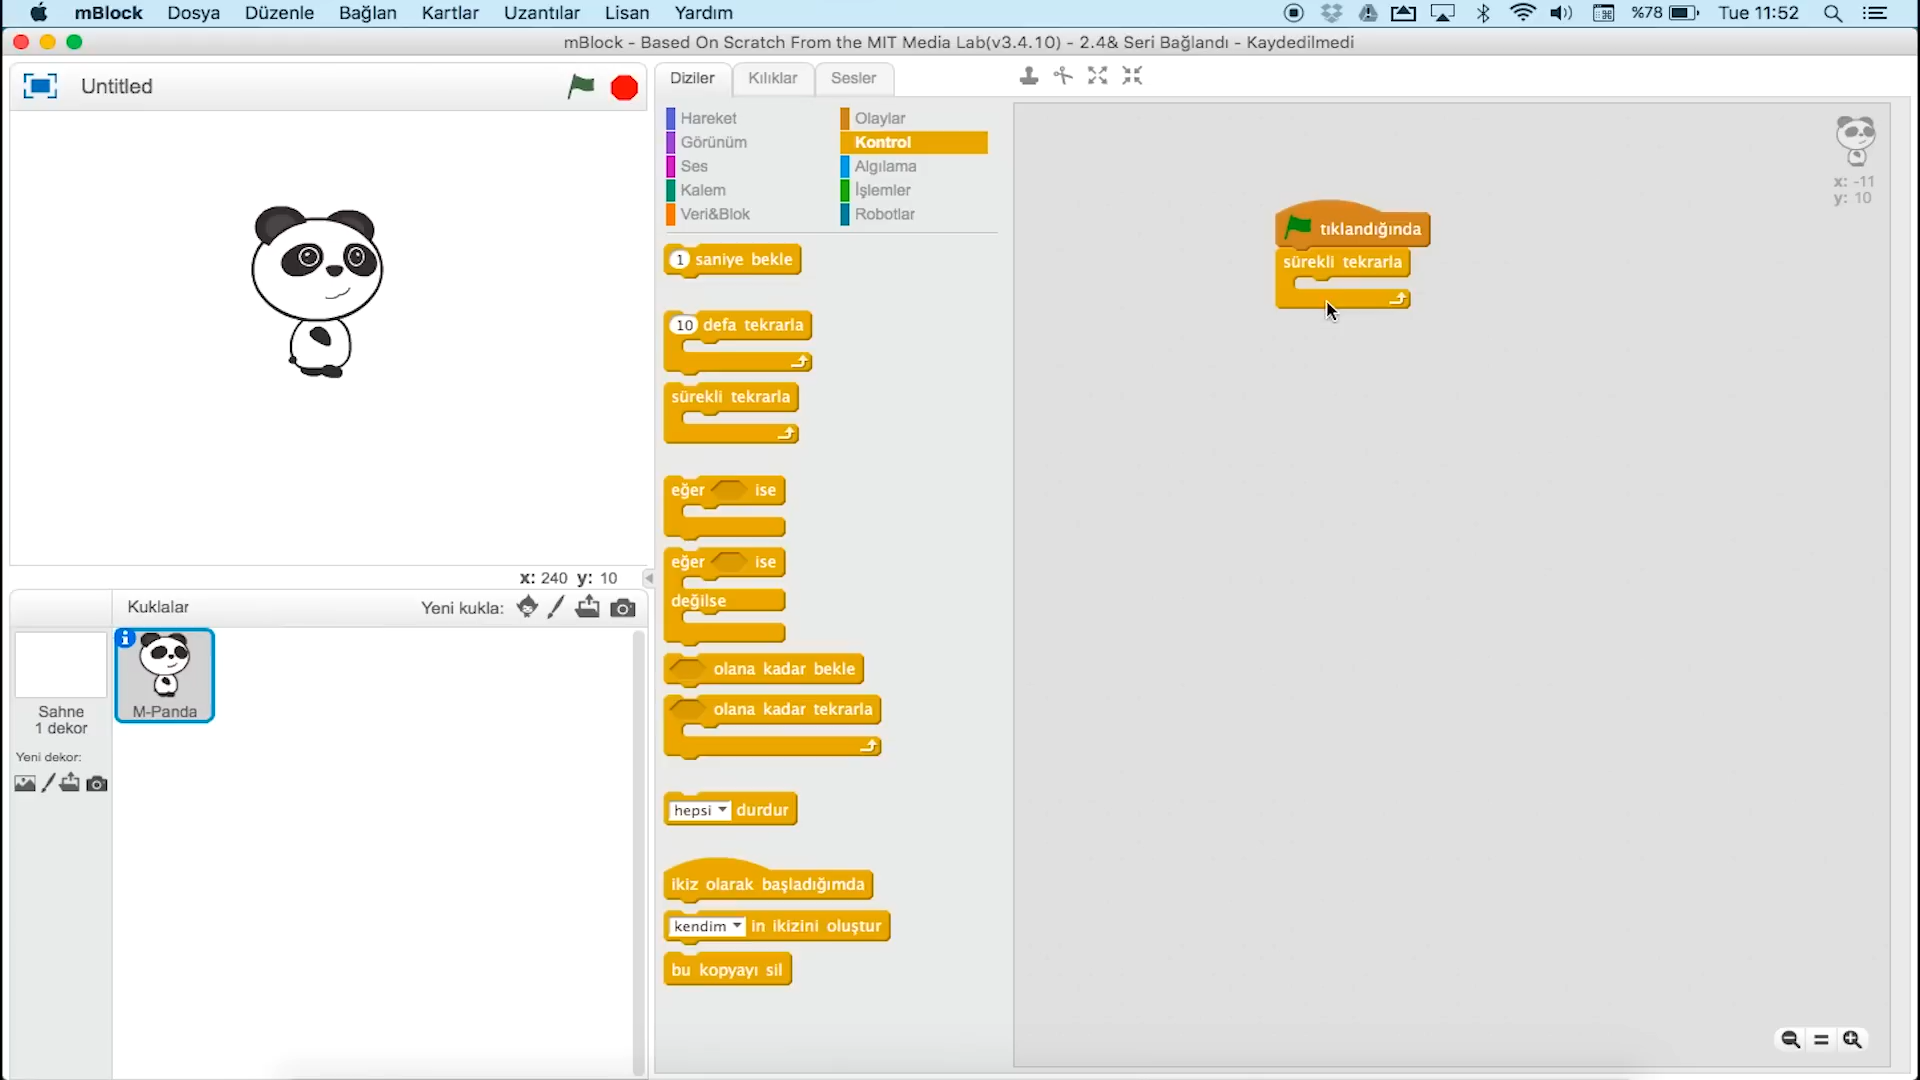 mBlock Dosya Düzenle Bağlan Kartlar Uzantılar Lisan Yardım %78 Tue 11:52
mBlock - Based On Scratch From the MIT Media Lab(v3.4.10) - 2.4& Seri Bağlandı - Kaydedilmedi
Untitled
x: 240 y: 10
Kuklalar
Yeni kukla:
M-Panda
Sahne
1 dekor
Yeni dekor:
Diziler Kılıklar Sesler
Hareket Olaylar
Görünüm Kontrol
Ses Algılama
Kalem İşlemler
Veri&Blok Robotlar
1 saniye bekle
10 defa tekrarla
sürekli tekrarla
eğer ise
eğer ise
değilse
olana kadar bekle
olana kadar tekrarla
hepsi durdur
ikiz olarak başladığımda
kendim in ikizini oluştur
bu kopyayı sil
tıklandığında
sürekli tekrarla
x: -11
y: 10